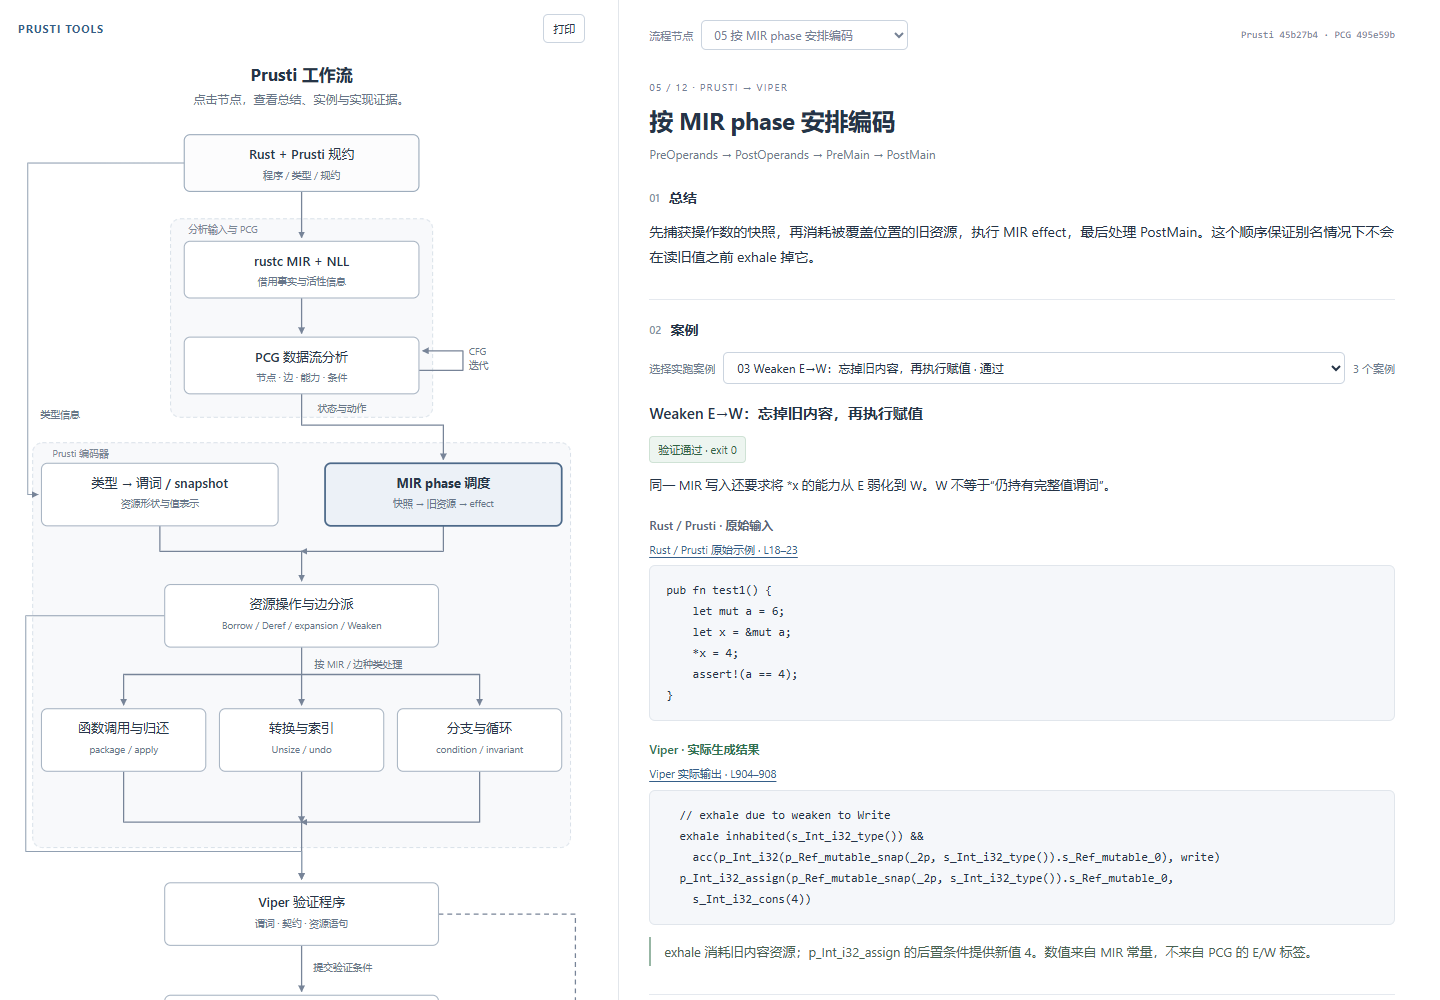 PRUSTI TOOLS
打印
Prusti 工作流
点击节点，查看总结、实例与实现证据。
Rust + Prusti 规约
程序 / 类型 / 规约
分析输入与 PCG
rustc MIR + NLL
借用事实与活性信息
PCG 数据流分析
节点 · 边 · 能力 · 条件
CFG
迭代
状态与动作
类型信息
Prusti 编码器
类型 → 谓词 / snapshot
资源形状与值表示
MIR phase 调度
快照 → 旧资源 → effect
资源操作与边分派
Borrow / Deref / expansion / Weaken
按 MIR / 边种类处理
函数调用与归还
package / apply
转换与索引
Unsize / undo
分支与循环
condition / invariant
Viper 验证程序
谓词 · 契约 · 资源语句
提交验证条件
流程节点
05 按 MIR phase 安排编码
Prusti 45b27b4 · PCG 495e59b
05 / 12 · PRUSTI → VIPER
按 MIR phase 安排编码
PreOperands → PostOperands → PreMain → PostMain
01 总结
先捕获操作数的快照，再消耗被覆盖位置的旧资源，执行 MIR effect，最后处理 PostMain。这个顺序保证别名情况下不会
在读旧值之前 exhale 掉它。
02 案例
选择实跑案例
03 Weaken E→W：忘掉旧内容，再执行赋值 · 通过
3 个案例
Weaken E→W：忘掉旧内容，再执行赋值
验证通过 · exit 0
同一 MIR 写入还要求将 *x 的能力从 E 弱化到 W。W 不等于“仍持有完整值谓词”。
Rust / Prusti · 原始输入
Rust / Prusti 原始示例 · L18–23
pub fn test1() {
    let mut a = 6;
    let x = &mut a;
    *x = 4;
    assert!(a == 4);
}
Viper · 实际生成结果
Viper 实际输出 · L904–908
  // exhale due to weaken to Write
  exhale inhabited(s_Int_i32_type()) &&
    acc(p_Int_i32(p_Ref_mutable_snap(_2p, s_Int_i32_type()).s_Ref_mutable_0), write)
  p_Int_i32_assign(p_Ref_mutable_snap(_2p, s_Int_i32_type()).s_Ref_mutable_0,
    s_Int_i32_cons(4))
exhale 消耗旧内容资源；p_Int_i32_assign 的后置条件提供新值 4。数值来自 MIR 常量，不来自 PCG 的 E/W 标签。